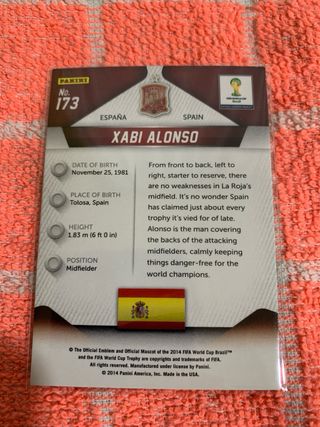 PANINI
No.
173
ESPAÑA
SPAIN
XABI ALONSO
DATE OF BIRTH
November 25, 1981
PLACE OF BIRTH
Tolosa, Spain
HEIGHT
1.83 m (6 ft 0 in)
POSITION
Midfielder
From front to back, left to
right, starter to reserve, there
are no weaknesses in La Roja's
midfield. It's no wonder Spain
has claimed just about every
trophy it's vied for of late.
Alonso is the man covering
the backs of the attacking
midfielders, calmly keeping
things danger-free for the
world champions.
© The Official Emblem and Official Mascot of the 2014 FIFA World Cup Brazil™
and the FIFA World Cup Trophy are copyrights and trademarks of FIFA.
All rights reserved. Manufactured under license by Panini.
© 2014 Panini America, Inc. Made in the USA.